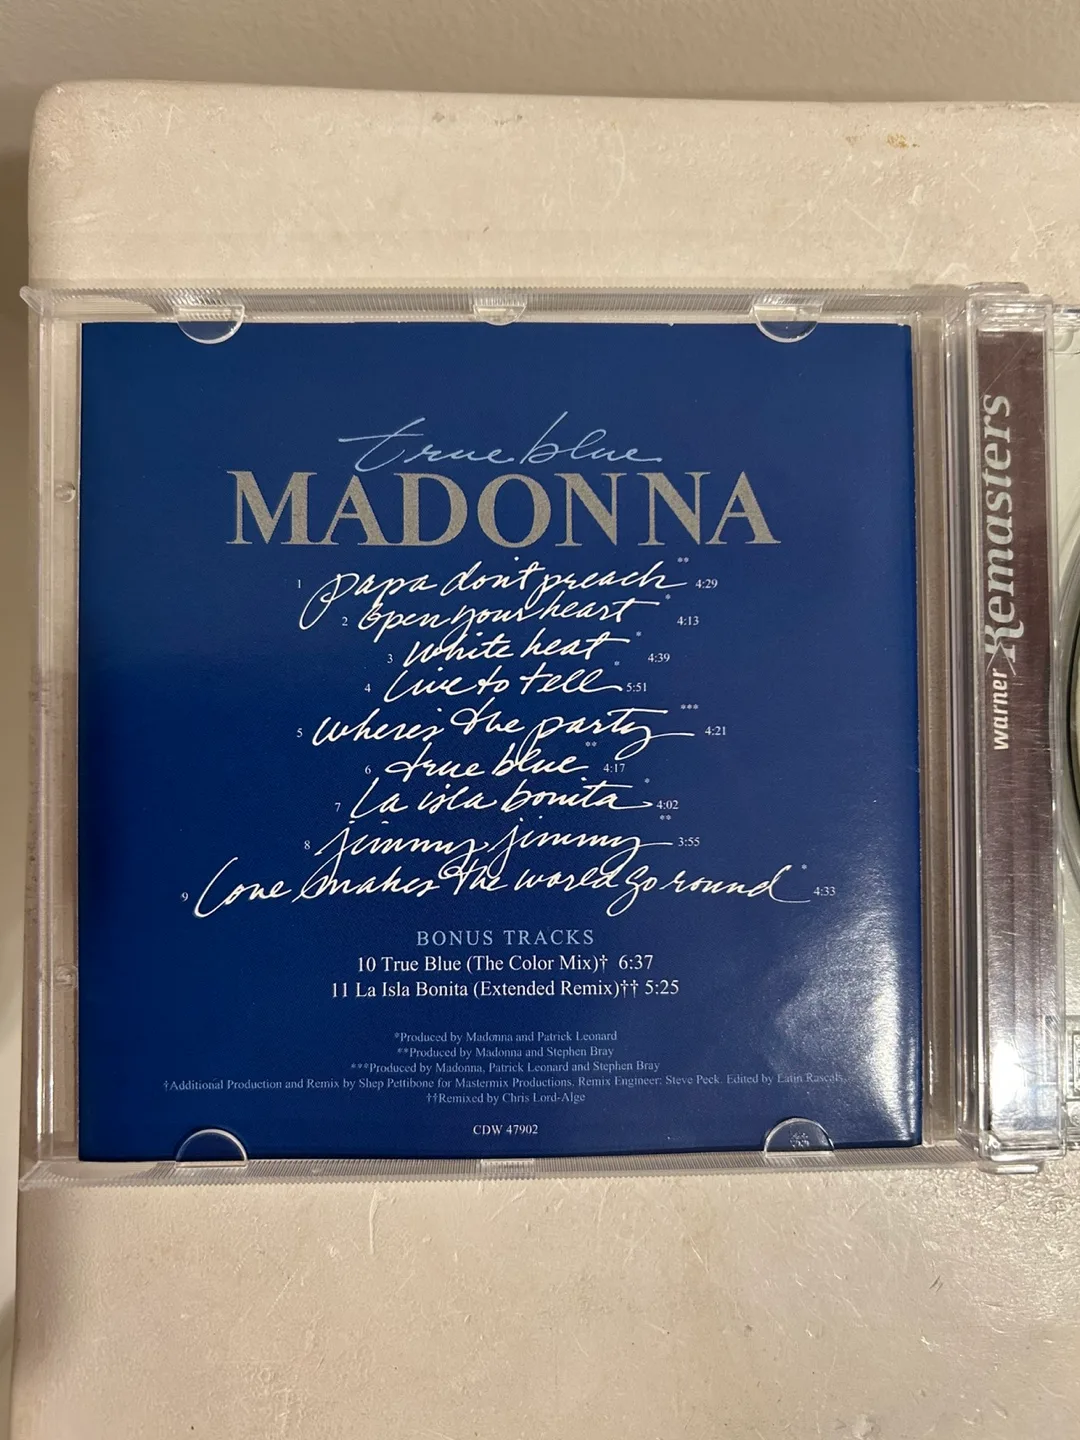 true blue
MADONNA
1 papa don't preach ** 4:29
2 open your heart * 4:13
3 white heat * 4:39
4 live to tell * 5:51
5 where's the party *** 4:21
6 true blue ** 4:17
7 la isla bonita * 4:02
8 jimmy jimmy ** 3:55
9 love makes the world go round * 4:33
BONUS TRACKS
10 True Blue (The Color Mix)† 6:37
11 La Isla Bonita (Extended Remix)†† 5:25
*Produced by Madonna and Patrick Leonard
**Produced by Madonna and Stephen Bray
***Produced by Madonna, Patrick Leonard and Stephen Bray
†Additional Production and Remix by Shep Pettibone for Mastermix Productions. Remix Engineer: Steve Peck. Edited by Latin Rascals.
††Remixed by Chris Lord-Alge
CDW 47902
warner Remasters